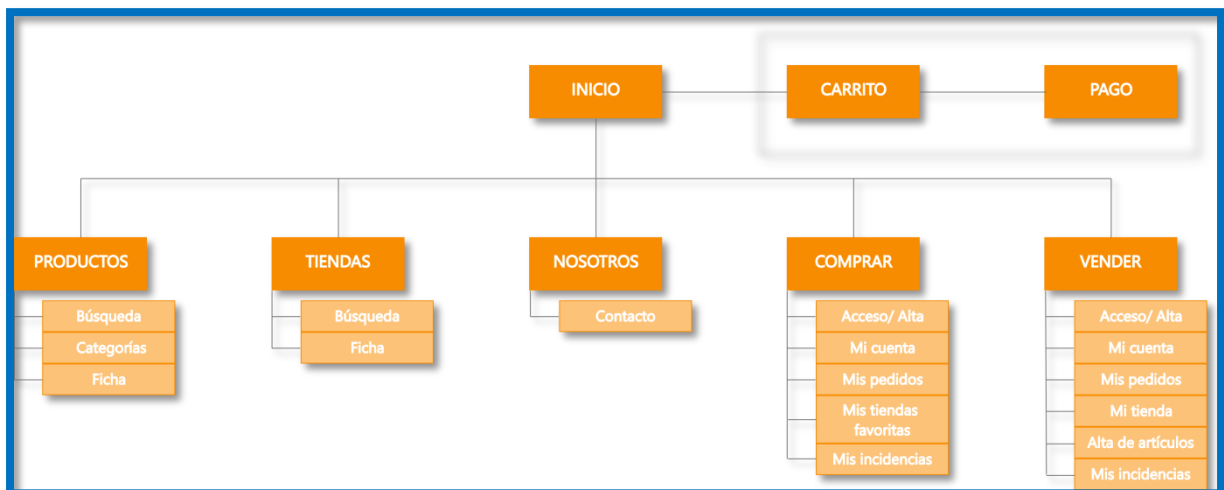 INICIO
CARRITO
PAGO
PRODUCTOS
Búsqueda
Categorías
Ficha
TIENDAS
Búsqueda
Ficha
NOSOTROS
Contacto
COMPRAR
Acceso/ Alta
Mi cuenta
Mis pedidos
Mis tiendas
favoritas
Mis incidencias
VENDER
Acceso/ Alta
Mi cuenta
Mis pedidos
Mi tienda
Alta de artículos
Mis incidencias